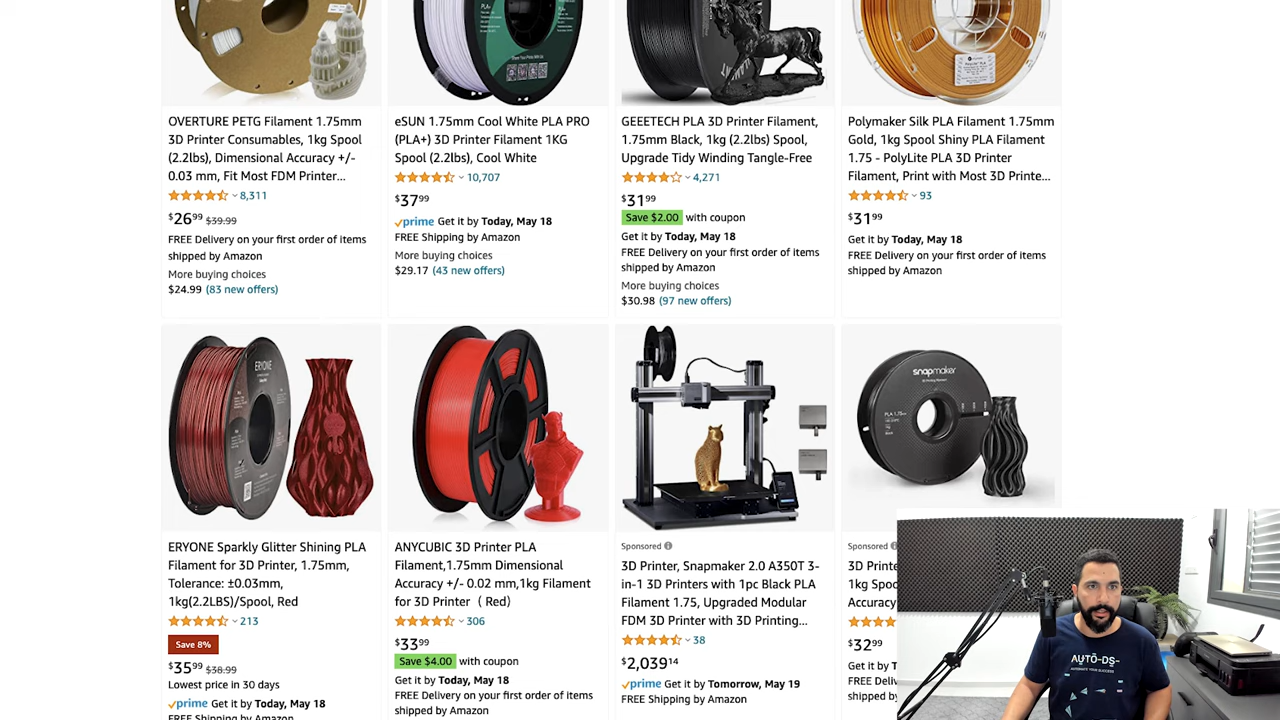 OVERTURE PETG Filament 1.75mm
3D Printer Consumables, 1kg Spool
(2.2lbs), Dimensional Accuracy +/-
0.03 mm, Fit Most FDM Printer...
8,311
$26 99 $39.99
FREE Delivery on your first order of items
shipped by Amazon
More buying choices
$24.99 (83 new offers)
eSUN 1.75mm Cool White PLA PRO
(PLA+) 3D Printer Filament 1KG
Spool (2.2lbs), Cool White
10,707
$37 99
prime Get it by Today, May 18
FREE Shipping by Amazon
More buying choices
$29.17 (43 new offers)
GEEETECH PLA 3D Printer Filament,
1.75mm Black, 1kg (2.2lbs) Spool,
Upgrade Tidy Winding Tangle-Free
4,271
$31 99
Save $2.00 with coupon
Get it by Today, May 18
FREE Delivery on your first order of items
shipped by Amazon
More buying choices
$30.98 (97 new offers)
Polymaker Silk PLA Filament 1.75mm
Gold, 1kg Spool Shiny PLA Filament
1.75 - PolyLite PLA 3D Printer
Filament, Print with Most 3D Printe...
93
$31 99
Get it by Today, May 18
FREE Delivery on your first order of items
shipped by Amazon
ERYONE
ERYONE Sparkly Glitter Shining PLA
Filament for 3D Printer, 1.75mm,
Tolerance: ±0.03mm,
1kg(2.2LBS)/Spool, Red
213
Save 8%
$35 99 $38.99
Lowest price in 30 days
prime Get it by Today, May 18
FREE Shipping by Amazon
ANYCUBIC 3D Printer PLA
Filament,1.75mm Dimensional
Accuracy +/- 0.02 mm,1kg Filament
for 3D Printer（Red）
306
$33 99
Save $4.00 with coupon
Get it by Today, May 18
FREE Delivery on your first order of items
shipped by Amazon
Sponsored
3D Printer, Snapmaker 2.0 A350T 3-
in-1 3D Printers with 1pc Black PLA
Filament 1.75, Upgraded Modular
FDM 3D Printer with 3D Printing...
38
$2,039 14
prime Get it by Tomorrow, May 19
FREE Shipping by Amazon
snapmaker
PLA 1.75mm
Sponsored
3D Printe
1kg Spoo
Accuracy
$32 99
Get it by T
FREE Deliv
shipped b
AUTO-DS-
AUTOMATE YOUR SUCCESS